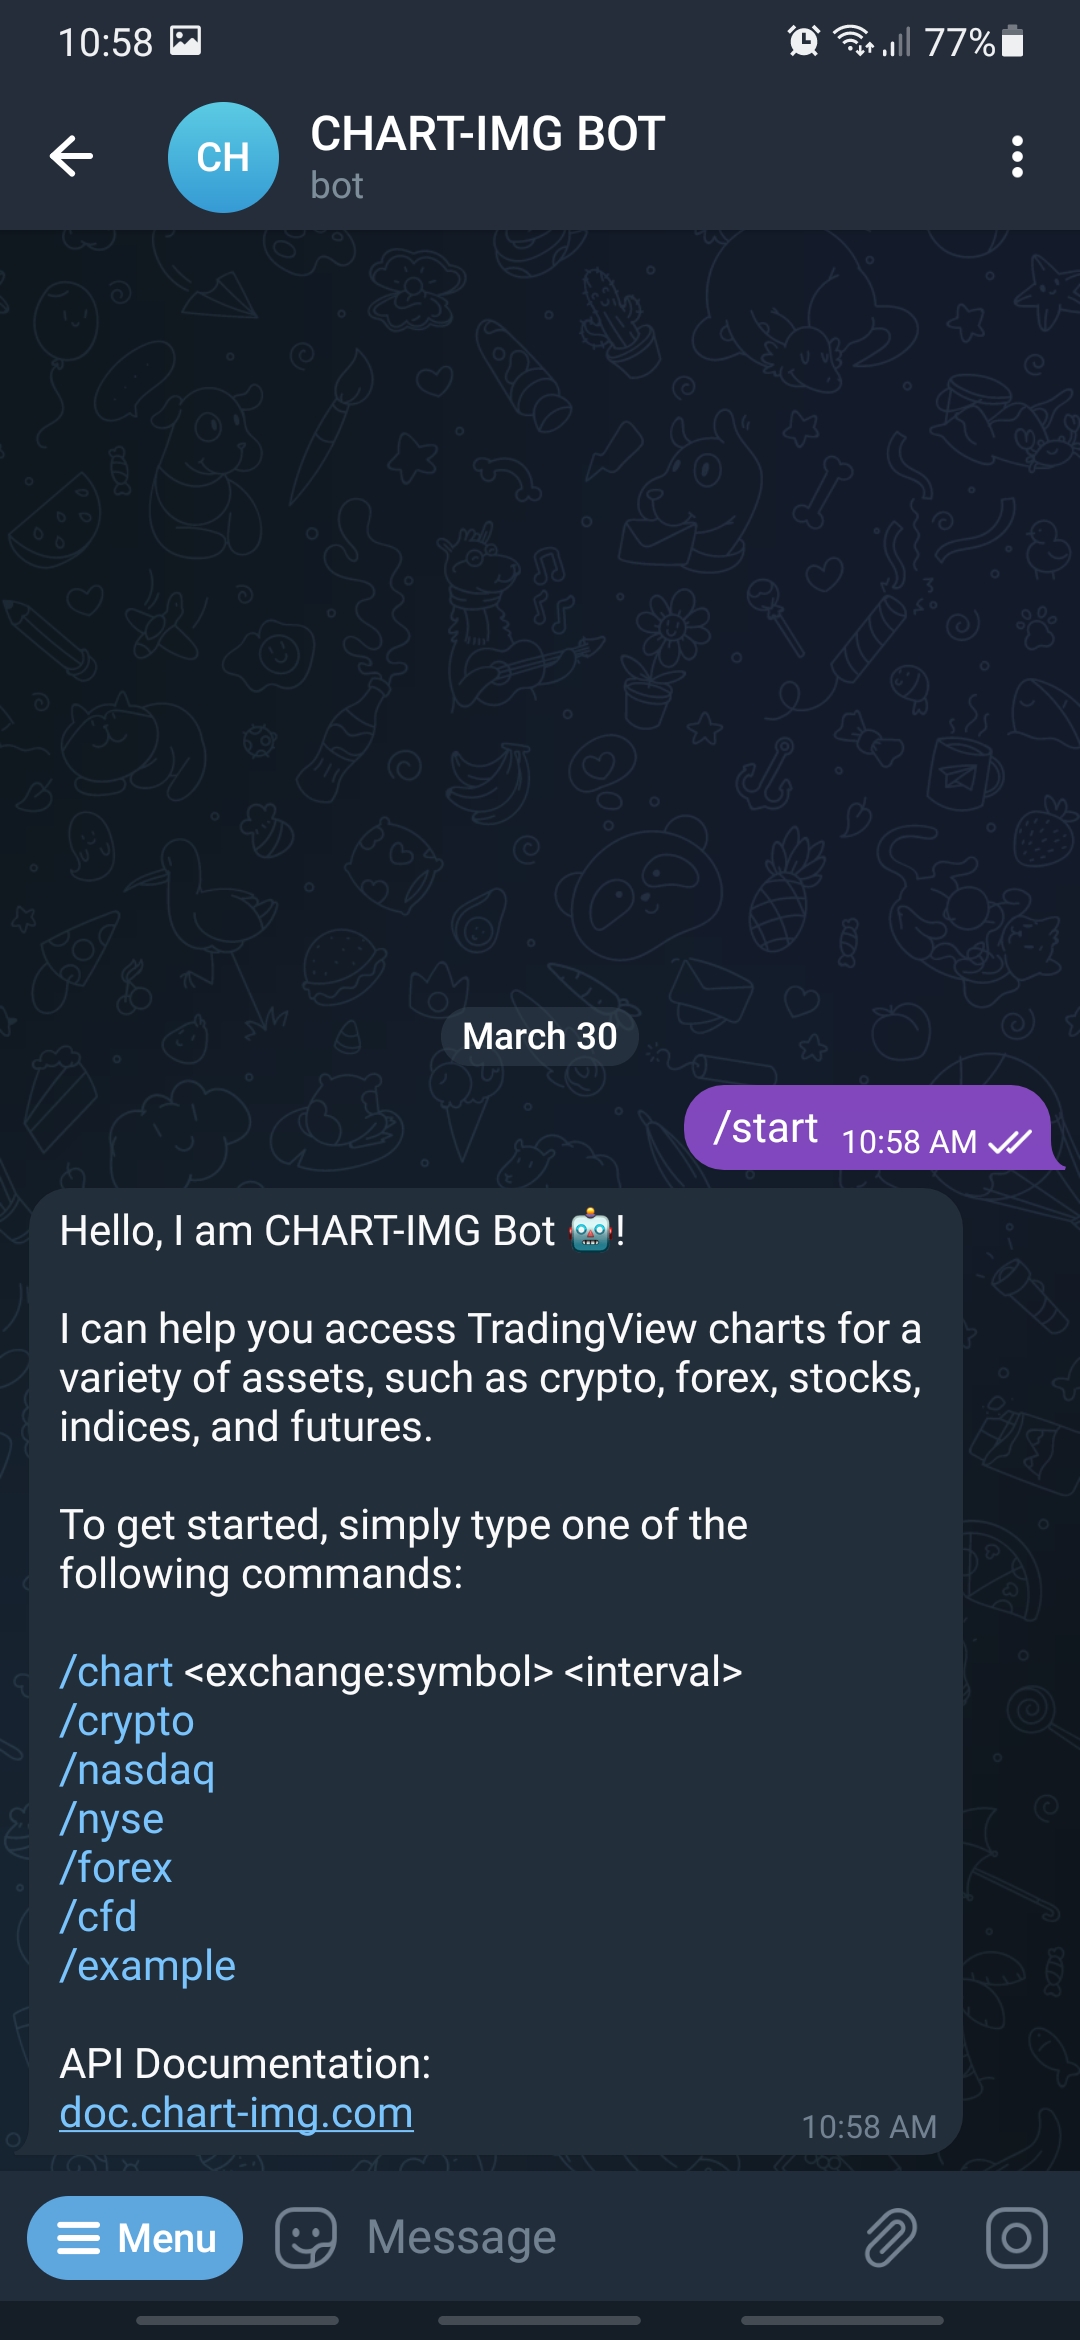 10:58
77%
CH
CHART-IMG BOT
bot
March 30
/start 10:58 AM
Hello, I am CHART-IMG Bot 🤖!
I can help you access TradingView charts for a
variety of assets, such as crypto, forex, stocks,
indices, and futures.
To get started, simply type one of the
following commands:
/chart <exchange:symbol> <interval>
/crypto
/nasdaq
/nyse
/forex
/cfd
/example
API Documentation:
doc.chart-img.com
10:58 AM
Menu
Message